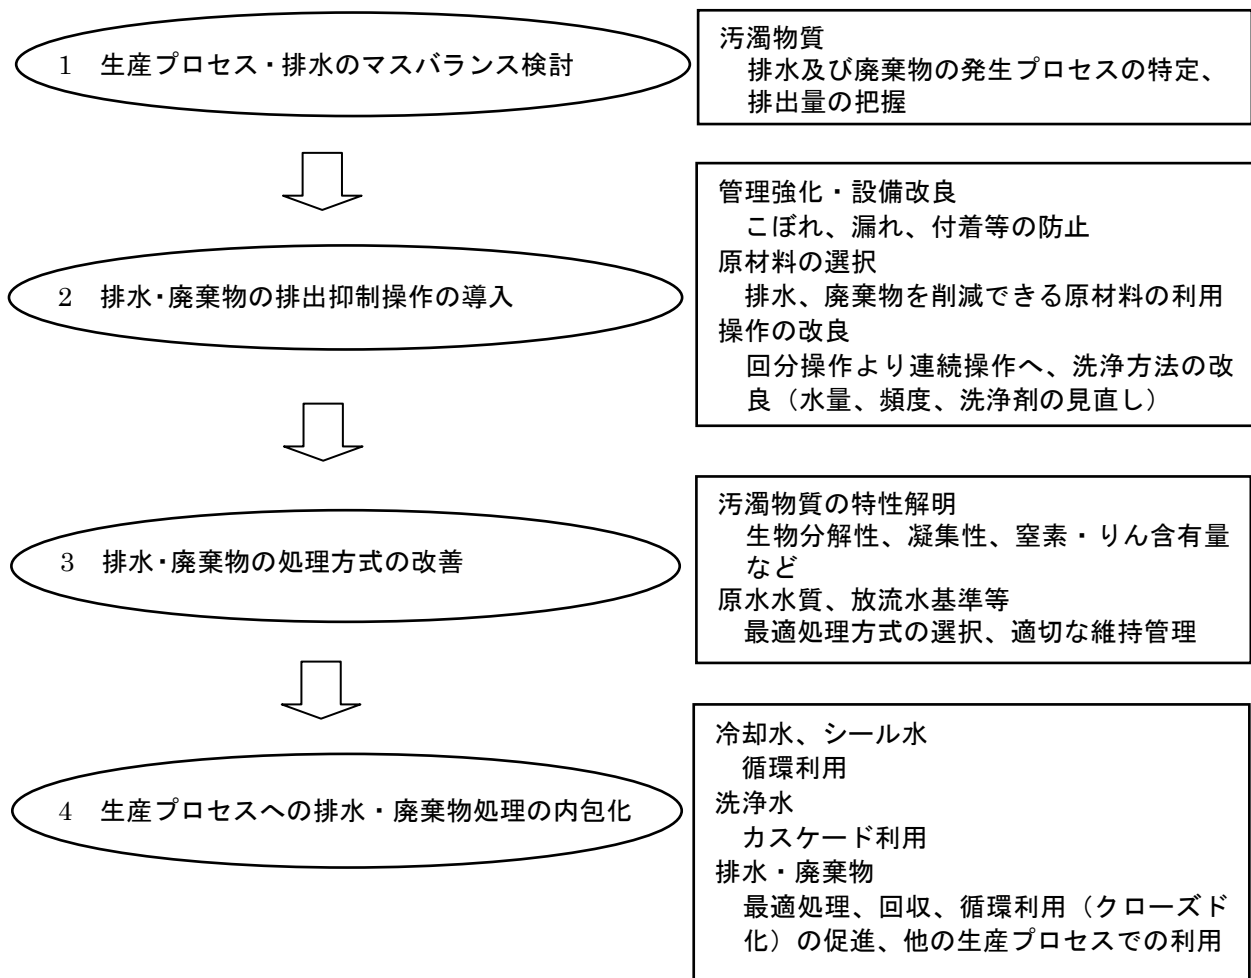 1 生産プロセス・排水のマスバランス検討
汚濁物質
排水及び廃棄物の発生プロセスの特定、
排出量の把握
2 排水・廃棄物の排出抑制操作の導入
管理強化・設備改良
こぼれ、漏れ、付着等の防止
原材料の選択
排水、廃棄物を削減できる原材料の利用
操作の改良
回分操作より連続操作へ、洗浄方法の改
良（水量、頻度、洗浄剤の見直し）
3 排水・廃棄物の処理方式の改善
汚濁物質の特性解明
生物分解性、凝集性、窒素・りん含有量
など
原水水質、放流水基準等
最適処理方式の選択、適切な維持管理
4 生産プロセスへの排水・廃棄物処理の内包化
冷却水、シール水
循環利用
洗浄水
カスケード利用
排水・廃棄物
最適処理、回収、循環利用（クローズド
化）の促進、他の生産プロセスでの利用